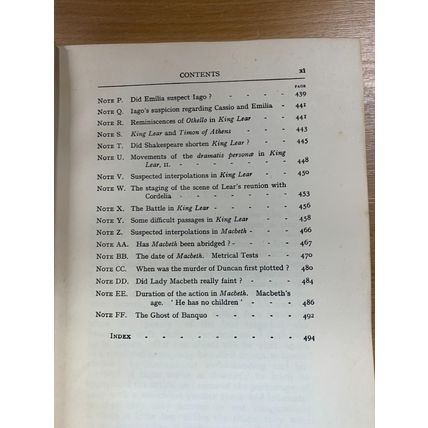 CONTENTS xi
PAGE
NOTE P. Did Emilia suspect Iago ? - - - - 439
NOTE Q. Iago's suspicion regarding Cassio and Emilia - 441
NOTE R. Reminiscences of Othello in King Lear - - 441
NOTE S. King Lear and Timon of Athens - - - 443
NOTE T. Did Shakespeare shorten King Lear ? - - 445
NOTE U. Movements of the dramatis personæ in King
Lear, II. - - - - - - - 448
NOTE V. Suspected interpolations in King Lear - - 450
NOTE W. The staging of the scene of Lear's reunion with
Cordelia - - - - - - - 453
NOTE X. The Battle in King Lear - - - - 456
NOTE Y. Some difficult passages in King Lear - - 458
NOTE Z. Suspected interpolations in Macbeth - - - 466
NOTE AA. Has Macbeth been abridged ? - - - - 467
NOTE BB. The date of Macbeth. Metrical Tests - - 470
NOTE CC. When was the murder of Duncan first plotted ? 480
NOTE DD. Did Lady Macbeth really faint ? - - - 484
NOTE EE. Duration of the action in Macbeth. Macbeth's
age. ' He has no children ' - - - - 486
NOTE FF. The Ghost of Banquo - - - - - 492
INDEX - - - - - - - - - 494